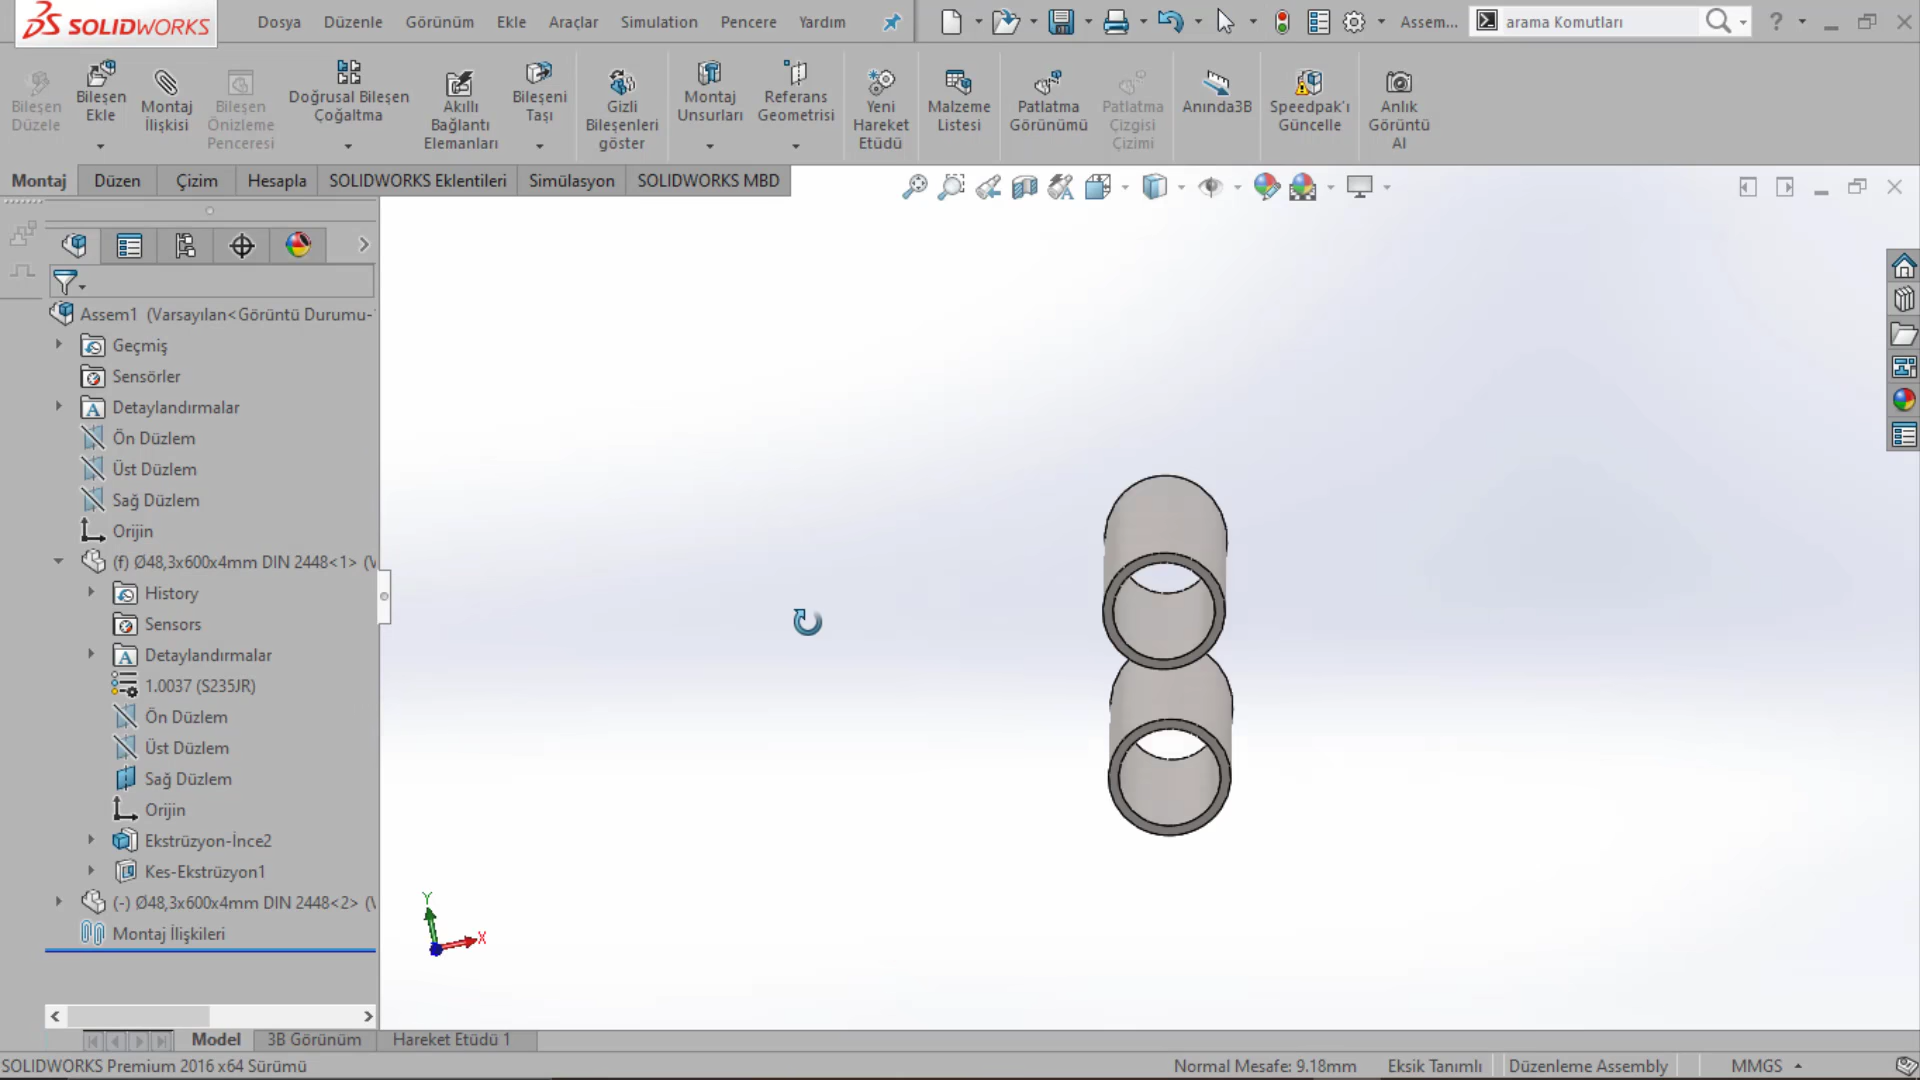 SOLIDWORKS
Dosya Düzenle Görünüm Ekle Araçlar Simulation Pencere Yardım
Assem...
arama Komutları
?
Bileşen Düzele
Bileşen Ekle
Montaj İlişkisi
Bileşen Önizleme Penceresi
Doğrusal Bileşen Çoğaltma
Akıllı Bağlantı Elemanları
Bileşeni Taşı
Gizli Bileşenleri göster
Montaj Unsurları
Referans Geometrisi
Yeni Hareket Etüdü
Malzeme Listesi
Patlatma Görünümü
Patlatma Çizgisi Çizimi
Anında3B
Speedpak'ı Güncelle
Anlık Görüntü Al
Montaj Düzen Çizim Hesapla SOLIDWORKS Eklentileri Simülasyon SOLIDWORKS MBD
Assem1 (Varsayılan<Görüntü Durumu-
Geçmiş
Sensörler
Detaylandırmalar
Ön Düzlem
Üst Düzlem
Sağ Düzlem
Orijin
(f) Ø48,3x600x4mm DIN 2448<1> (V
History
Sensors
Detaylandırmalar
1.0037 (S235JR)
Ön Düzlem
Üst Düzlem
Sağ Düzlem
Orijin
Ekstrüzyon-İnce2
Kes-Ekstrüzyon1
(-) Ø48,3x600x4mm DIN 2448<2> (V
Montaj İlişkileri
Y
X
Model 3B Görünüm Hareket Etüdü 1
SOLIDWORKS Premium 2016 x64 Sürümü
Normal Mesafe: 9.18mm Eksik Tanımlı Düzenleme Assembly MMGS